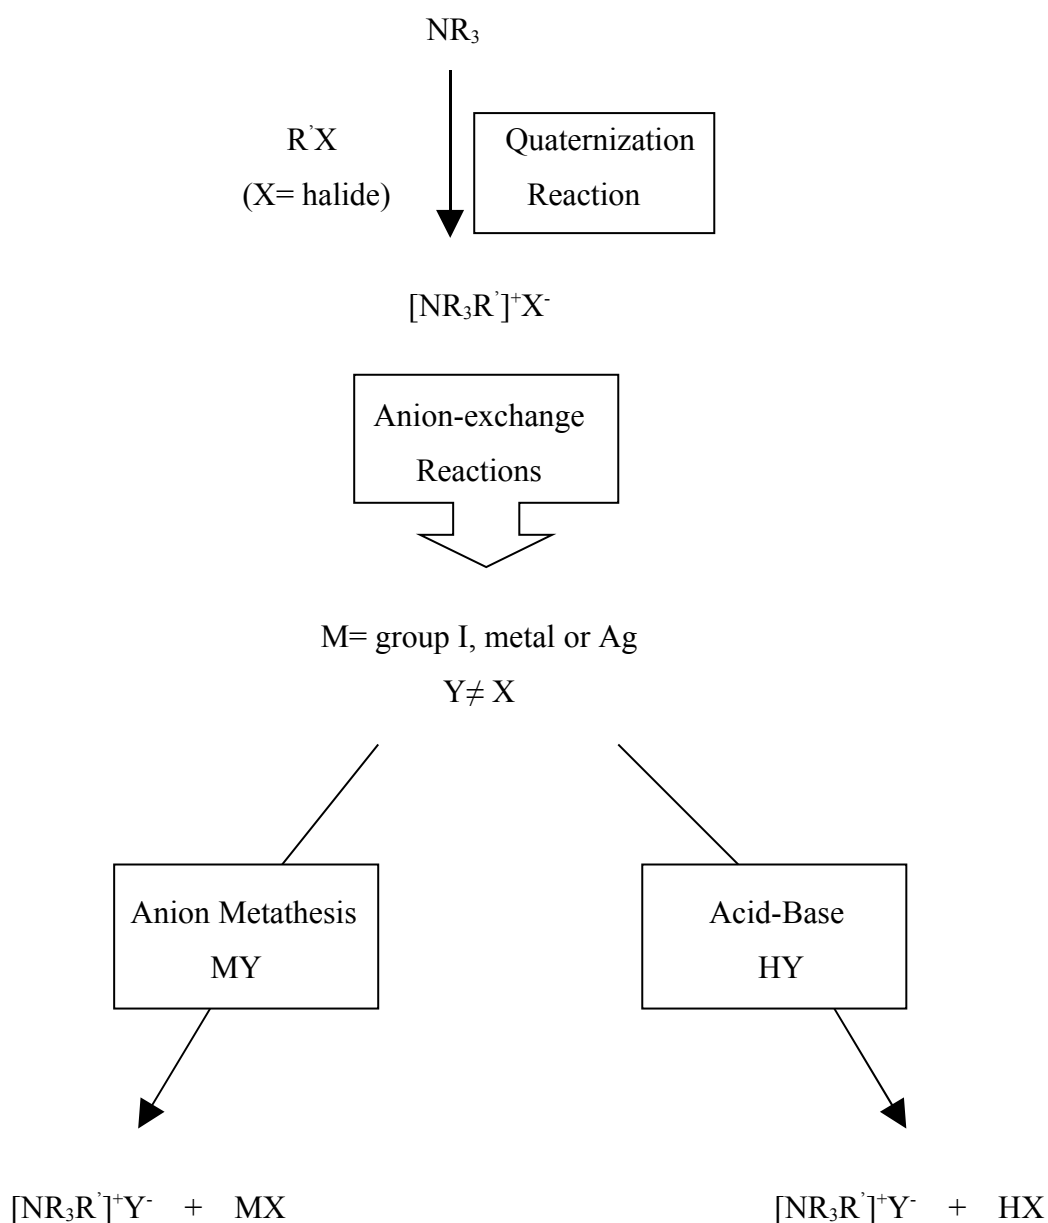 NR₃
R’X
(X= halide)
Quaternization
Reaction
[NR₃R’]⁺X⁻
Anion-exchange
Reactions
M= group I, metal or Ag
Y≠ X
Anion Metathesis
MY
Acid-Base
HY
[NR₃R’]⁺Y⁻ + MX
[NR₃R’]⁺Y⁻ + HX